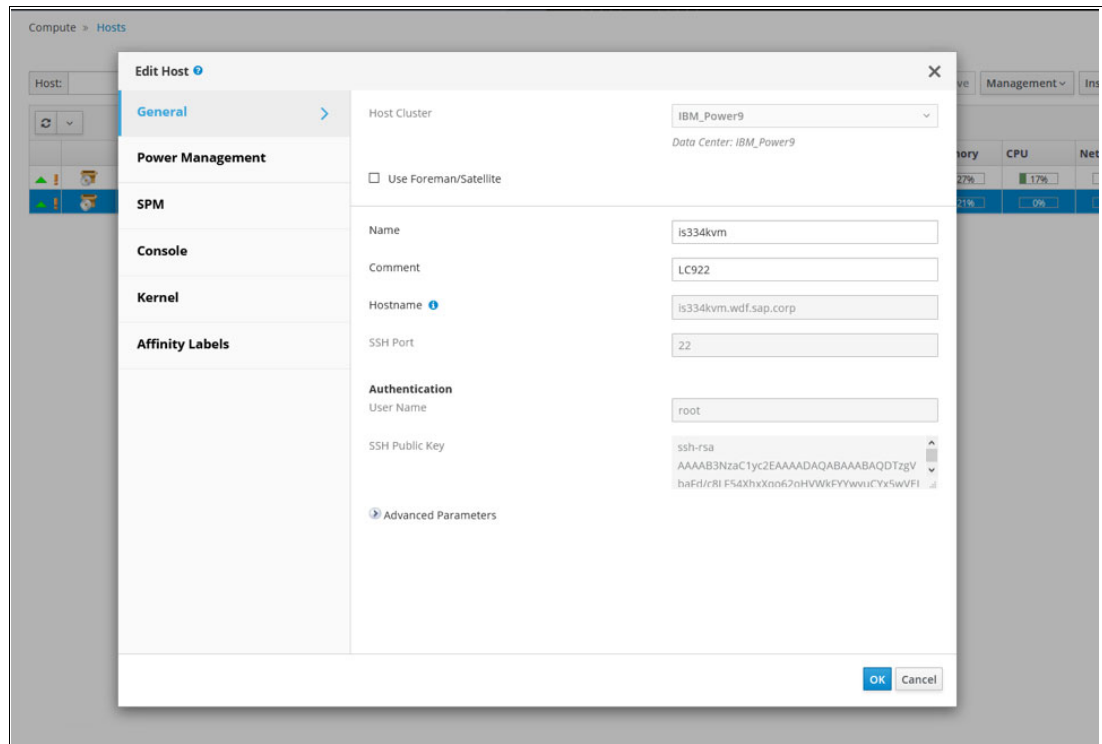 Compute » Hosts
Host:
ve Management Ins
Edit Host
General
Power Management
SPM
Console
Kernel
Affinity Labels
Host Cluster
IBM_Power9
Data Center: IBM_Power9
Use Foreman/Satellite
Name
is334kvm
Comment
LC922
Hostname
is334kvm.wdf.sap.corp
SSH Port
22
Authentication
User Name
root
SSH Public Key
ssh-rsa
AAAAB3NzaC1yc2EAAAADAQABAAABAQDTzgV
Advanced Parameters
OK Cancel
nory CPU Net
27% 17%
21% 0%